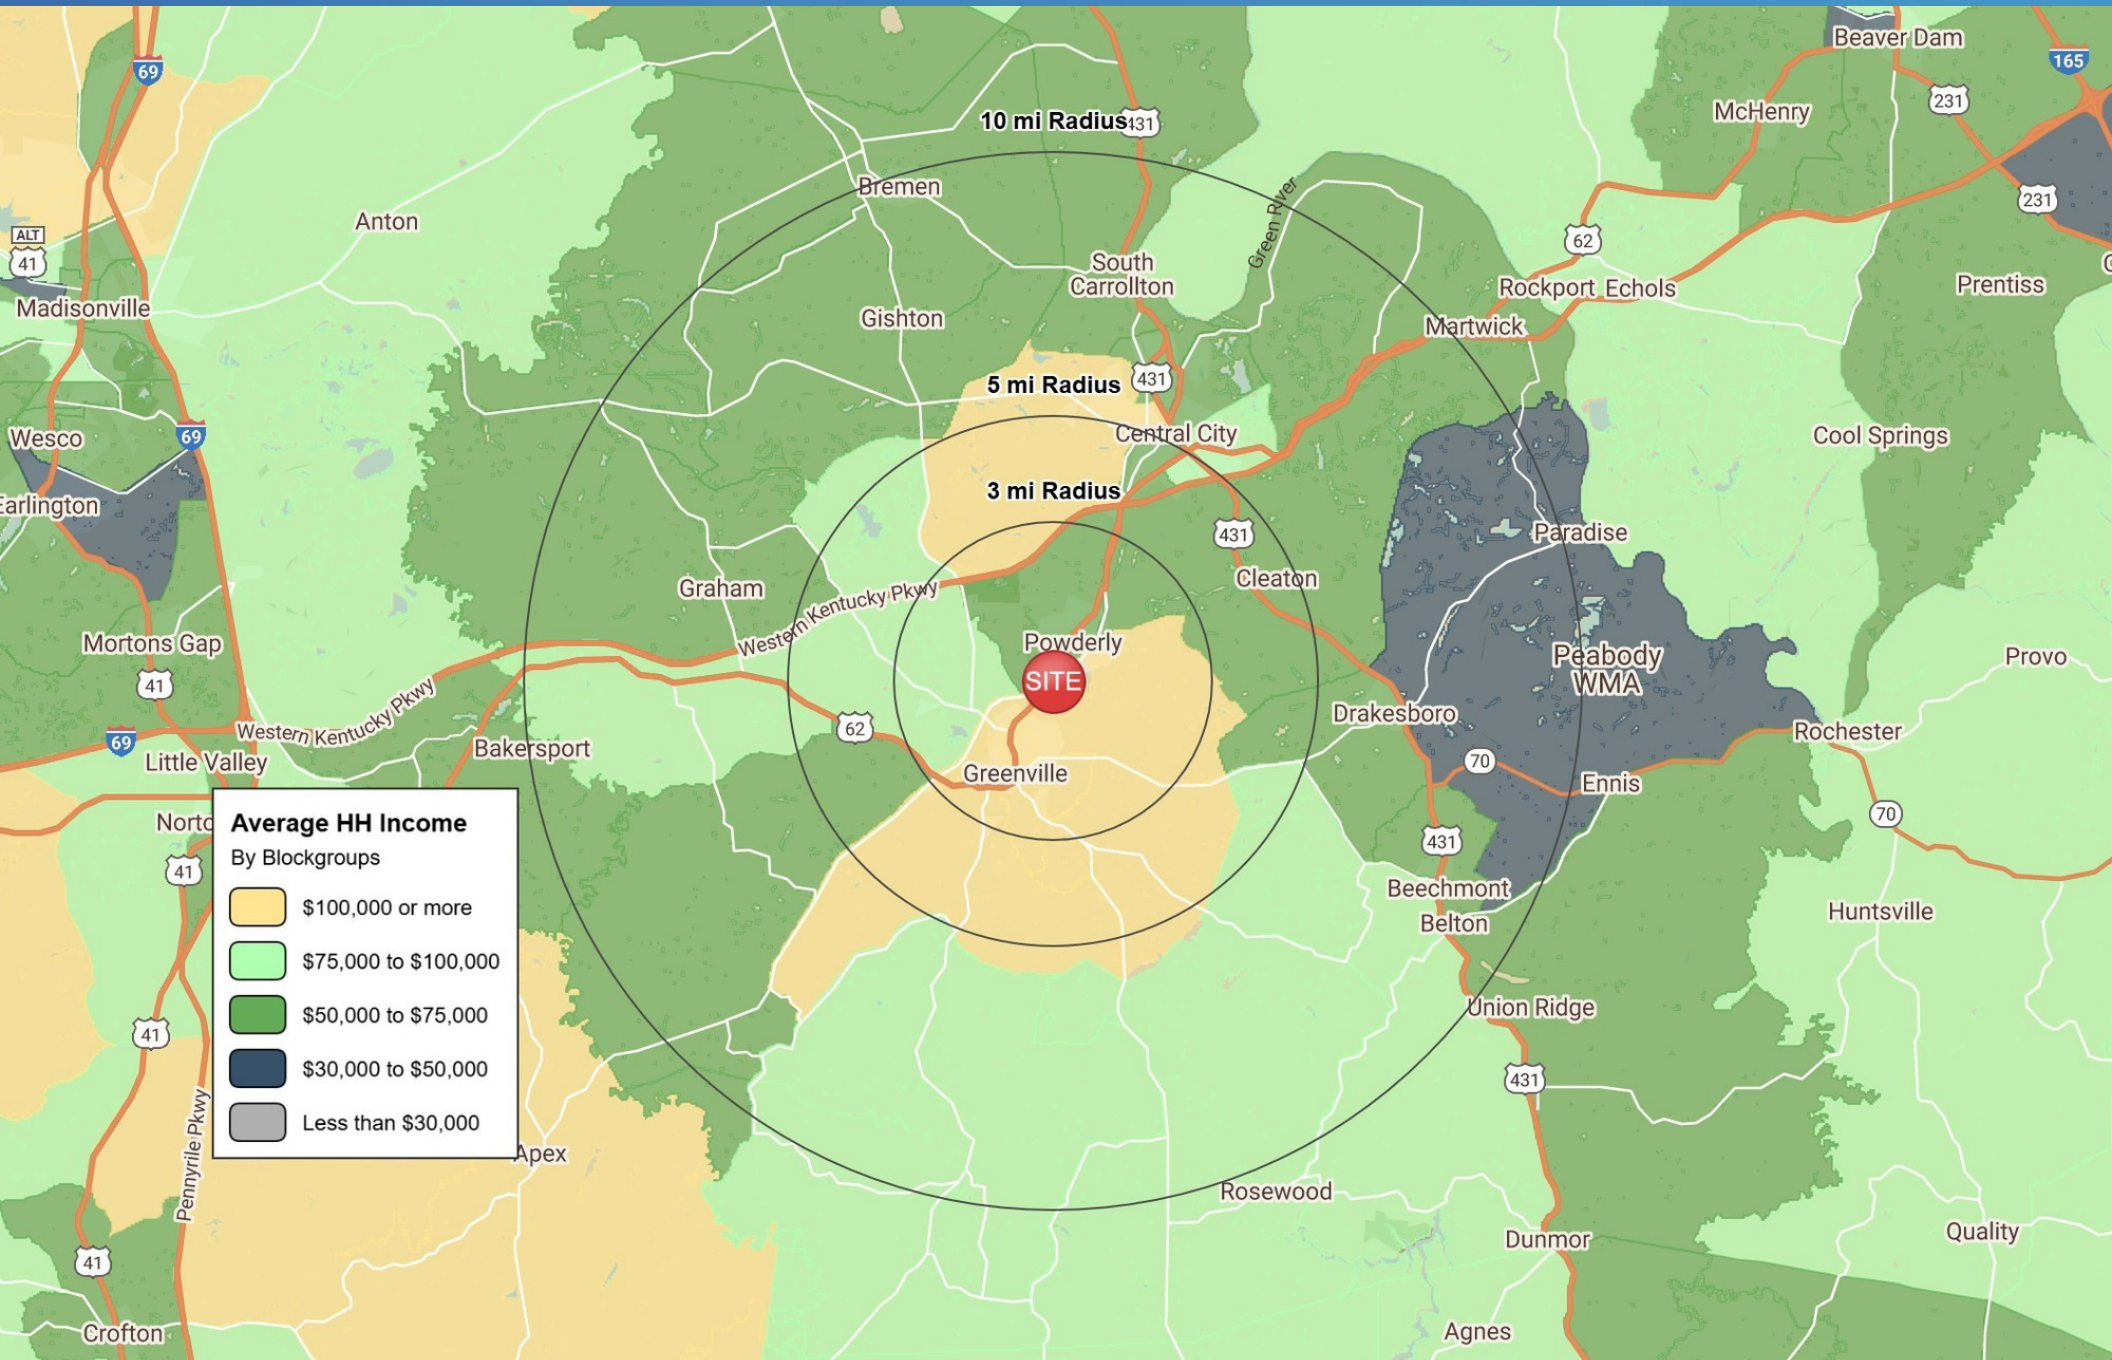 Beaver Dam
69
165
231
McHenry
10 mi Radius
431
Bremen
231
Anton
ALT
41
Green River
62
South
Carrollton
Rockport
Echols
Prentiss
Madisonville
Gishton
Martwick
5 mi Radius
431
Wesco
69
Central City
Cool Springs
3 mi Radius
Earlington
431
Paradise
Graham
Western Kentucky Pkwy
Cleaton
Mortons Gap
Powderly
Peabody
WMA
Provo
41
SITE
Western Kentucky Pkwy
62
Drakesboro
Rochester
69
Little Valley
Bakersport
Greenville
70
Ennis
70
41
431
Average HH Income
By Blockgroups
$100,000 or more
$75,000 to $100,000
$50,000 to $75,000
$30,000 to $50,000
Less than $30,000
Beechmont
Belton
Huntsville
Union Ridge
41
431
Pennyrile Pkwy
Apex
Rosewood
Dunmor
Quality
41
Crofton
Agnes